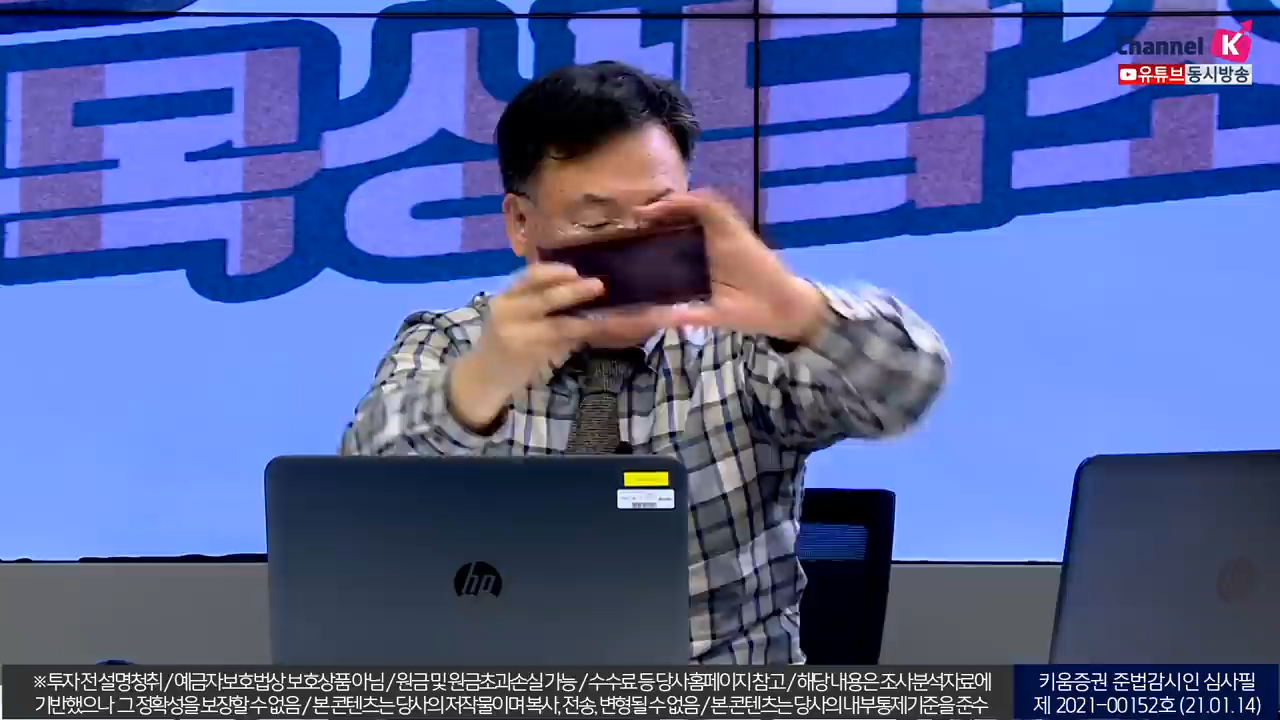 Channel K
유튜브동시방송
hp
※ 투자 전 설명청취 / 예금자보호법상 보호상품 아님 / 원금 및 원금초과손실 가능 / 수수료 등 당사홈페이지 참고 / 해당 내용은 조사분석자료에
기반했으나 그 정확성을 보장할 수 없음 / 본 콘텐츠는 당사의 저작물이며 복사, 전송, 변형될 수 없음 / 본 콘텐츠는 당사의 내부통제기준을 준수
키움증권 준법감시인 심사필
제 2021-00152호 (21.01.14)